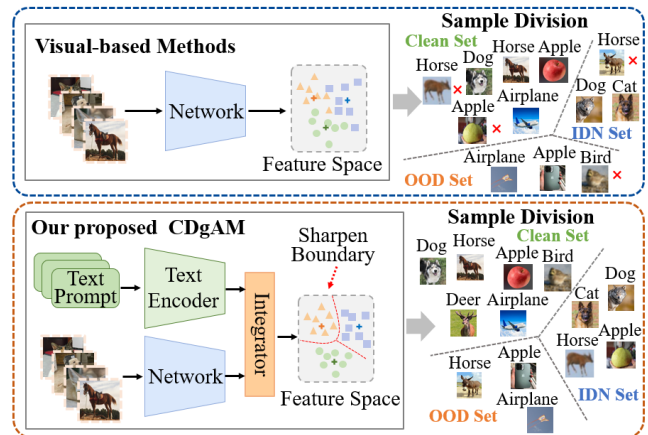 Visual-based Methods
Network
Feature Space
Sample Division
Clean Set
Horse Apple
Horse
Dog
Horse
Apple
Airplane
Dog
Cat
IDN Set
OOD Set
Airplane
Apple
Bird
Our proposed CDgAM
Text
Prompt
Text
Encoder
Integrator
Network
Sharpen
Boundary
Feature Space
Sample Division
Clean Set
Dog
Horse
Apple
Bird
Dog
Deer
Airplane
Cat
Horse
Apple
Horse
Apple
IDN Set
OOD Set
Airplane